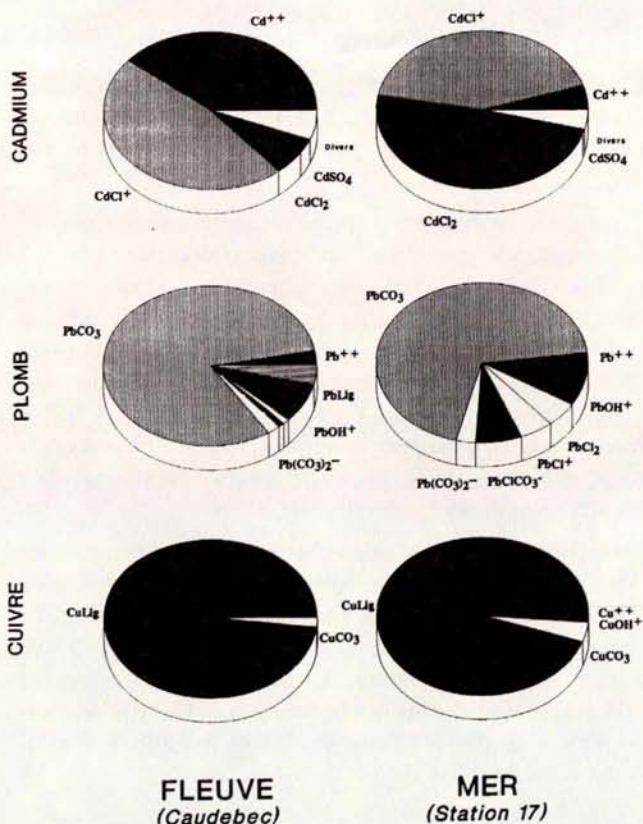 CADMIUM
Cd++
CdCl+
Divers
CdSO4
CdCl2
CdCl+
Cd++
Divers
CdSO4
CdCl2
PLOMB
PbCO3
Pb++
PbLig
PbOH+
Pb(CO3)2--
PbCO3
Pb++
PbOH+
PbCl2
PbCl+
PbClCO3-
Pb(CO3)2--
CUIVRE
CuLig
CuCO3
CuLig
Cu++
CuOH+
CuCO3
FLEUVE
(Caudebec)
MER
(Station 17)